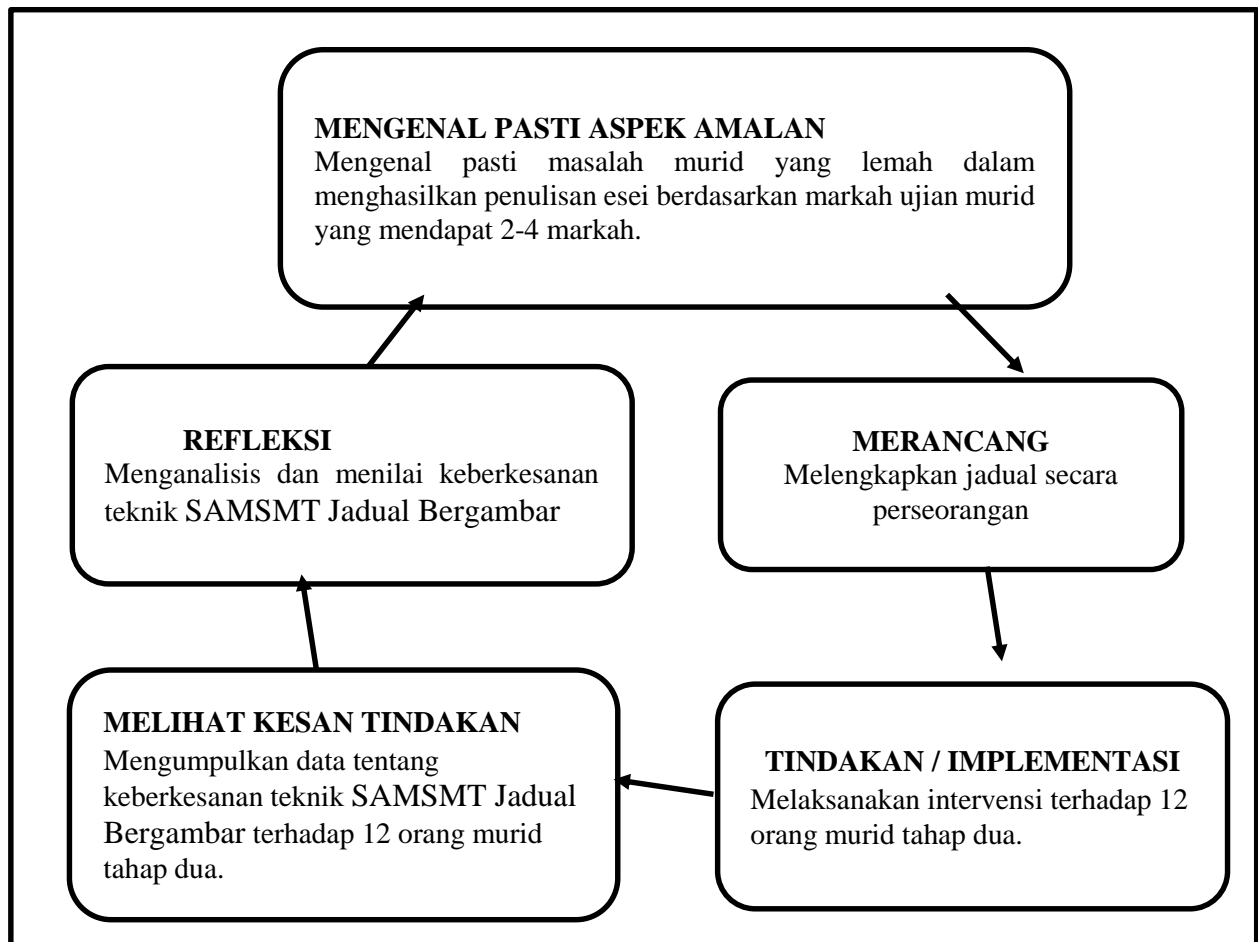 MENGENAL PASTI ASPEK AMALAN
Mengenal pasti masalah murid yang lemah dalam
menghasilkan penulisan esei berdasarkan markah ujian murid
yang mendapat 2-4 markah.
REFLEKSI
Menganalisis dan menilai keberkesanan
teknik SAMSMT Jadual Bergambar
MERANCANG
Melengkapkan jadual secara
perseorangan
MELIHAT KESAN TINDAKAN
Mengumpulkan data tentang
keberkesanan teknik SAMSMT Jadual
Bergambar terhadap 12 orang murid
tahap dua.
TINDAKAN / IMPLEMENTASI
Melaksanakan intervensi terhadap 12
orang murid tahap dua.